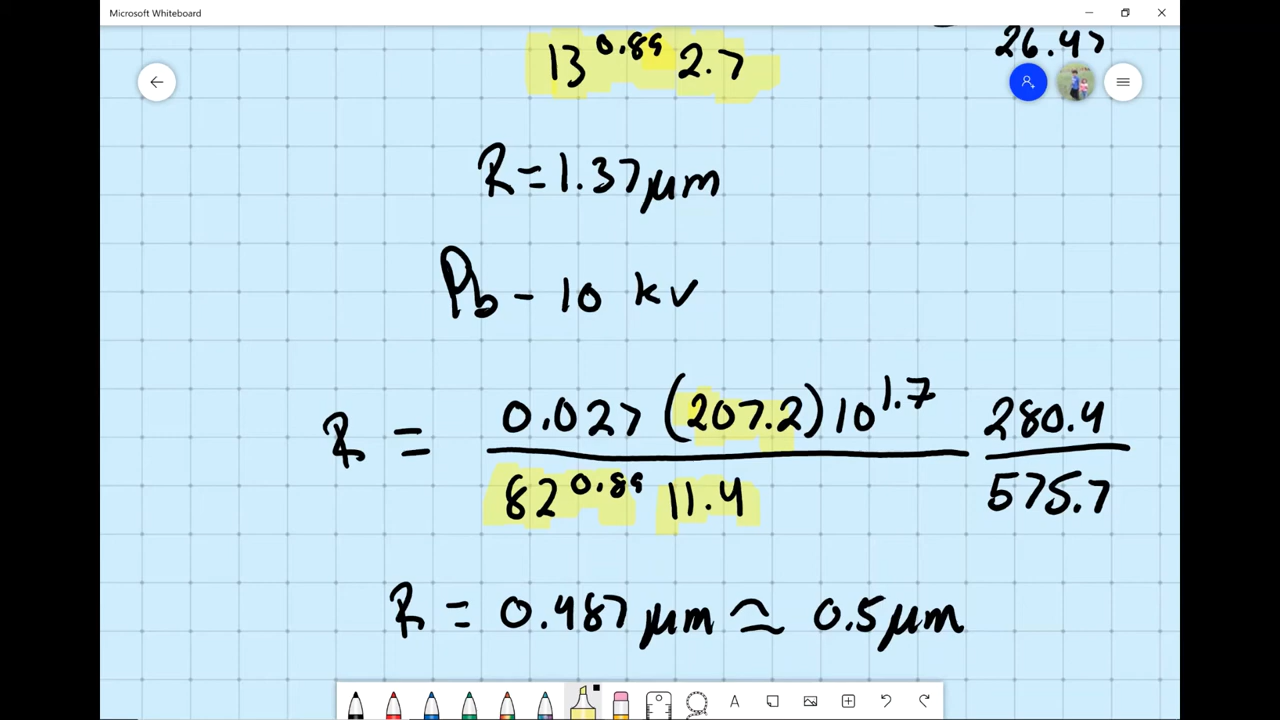 Microsoft Whiteboard
13^0.89 2.7
26.47
R = 1.37 μm
Pb - 10 kv
R = 0.027 (207.2) 10^1.7 280.4
82^0.89 11.4 575.7
R = 0.487 μm ≃ 0.5 μm
A